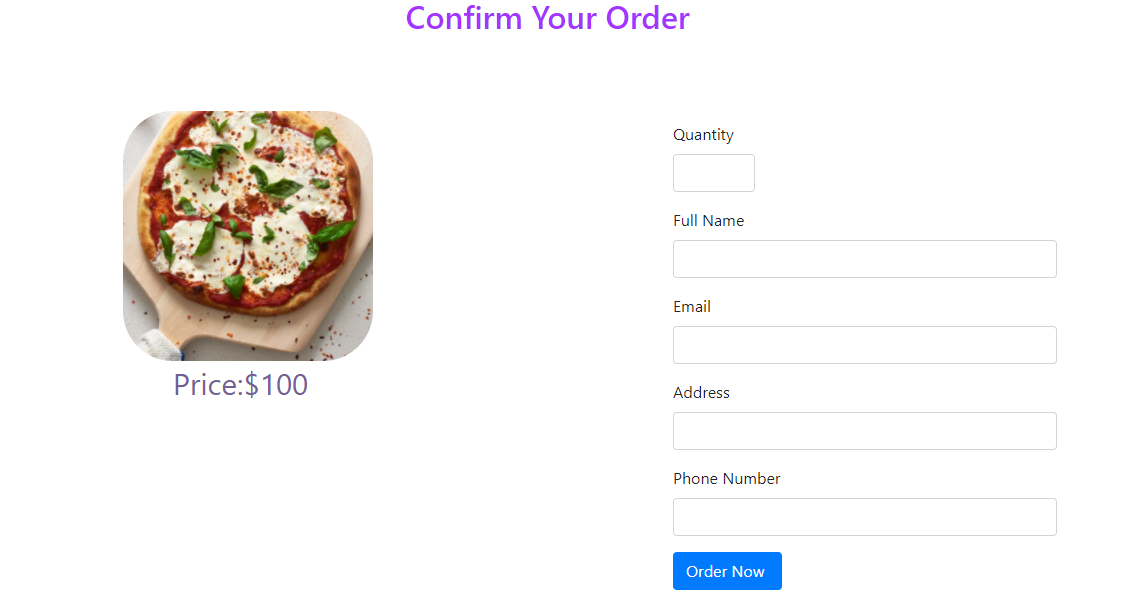 Confirm Your Order
Price:$100
Quantity
Full Name
Email
Address
Phone Number
Order Now